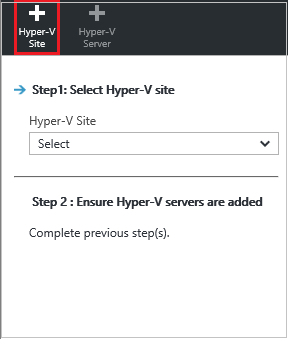 Hyper-V
Site
Hyper-V
Server
Step1: Select Hyper-V site
Hyper-V Site
Select
Step 2 : Ensure Hyper-V servers are added
Complete previous step(s).